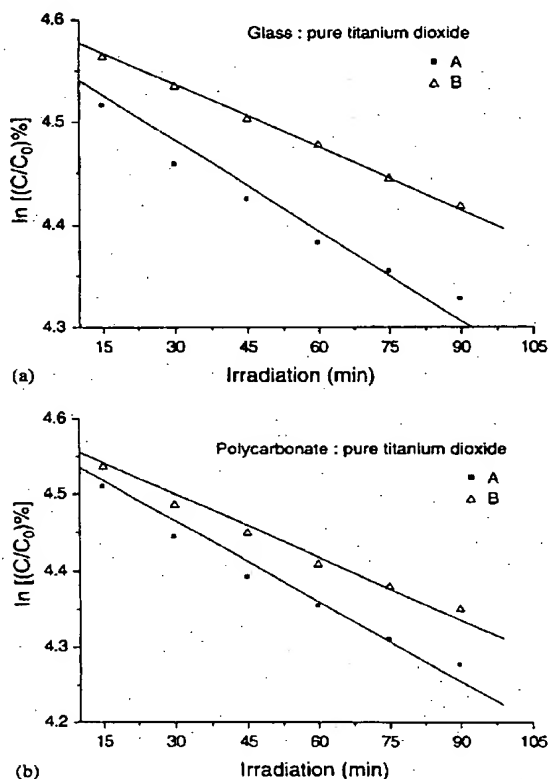 4.6
Glass : pure titanium dioxide
A
B
4.5
ln [(C/C0)%]
4.4
4.3
15 30 45 60 75 90 105
(a)
Irradiation (min)
4.6
Polycarbonate : pure titanium dioxide
A
B
4.5
ln [(C/C0)%]
4.4
4.3
4.2
15 30 45 60 75 90 105
(b)
Irradiation (min)